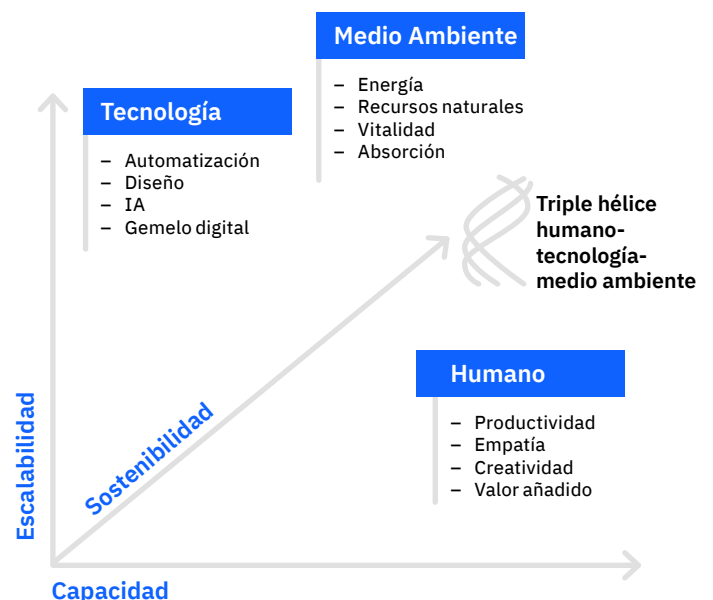 Medio Ambiente
– Energía
– Recursos naturales
– Vitalidad
– Absorción
Tecnología
– Automatización
– Diseño
– IA
– Gemelo digital
Triple hélice
humano-
tecnología-
medio ambiente
Humano
– Productividad
– Empatía
– Creatividad
– Valor añadido
Escalabilidad
Sostenibilidad
Capacidad